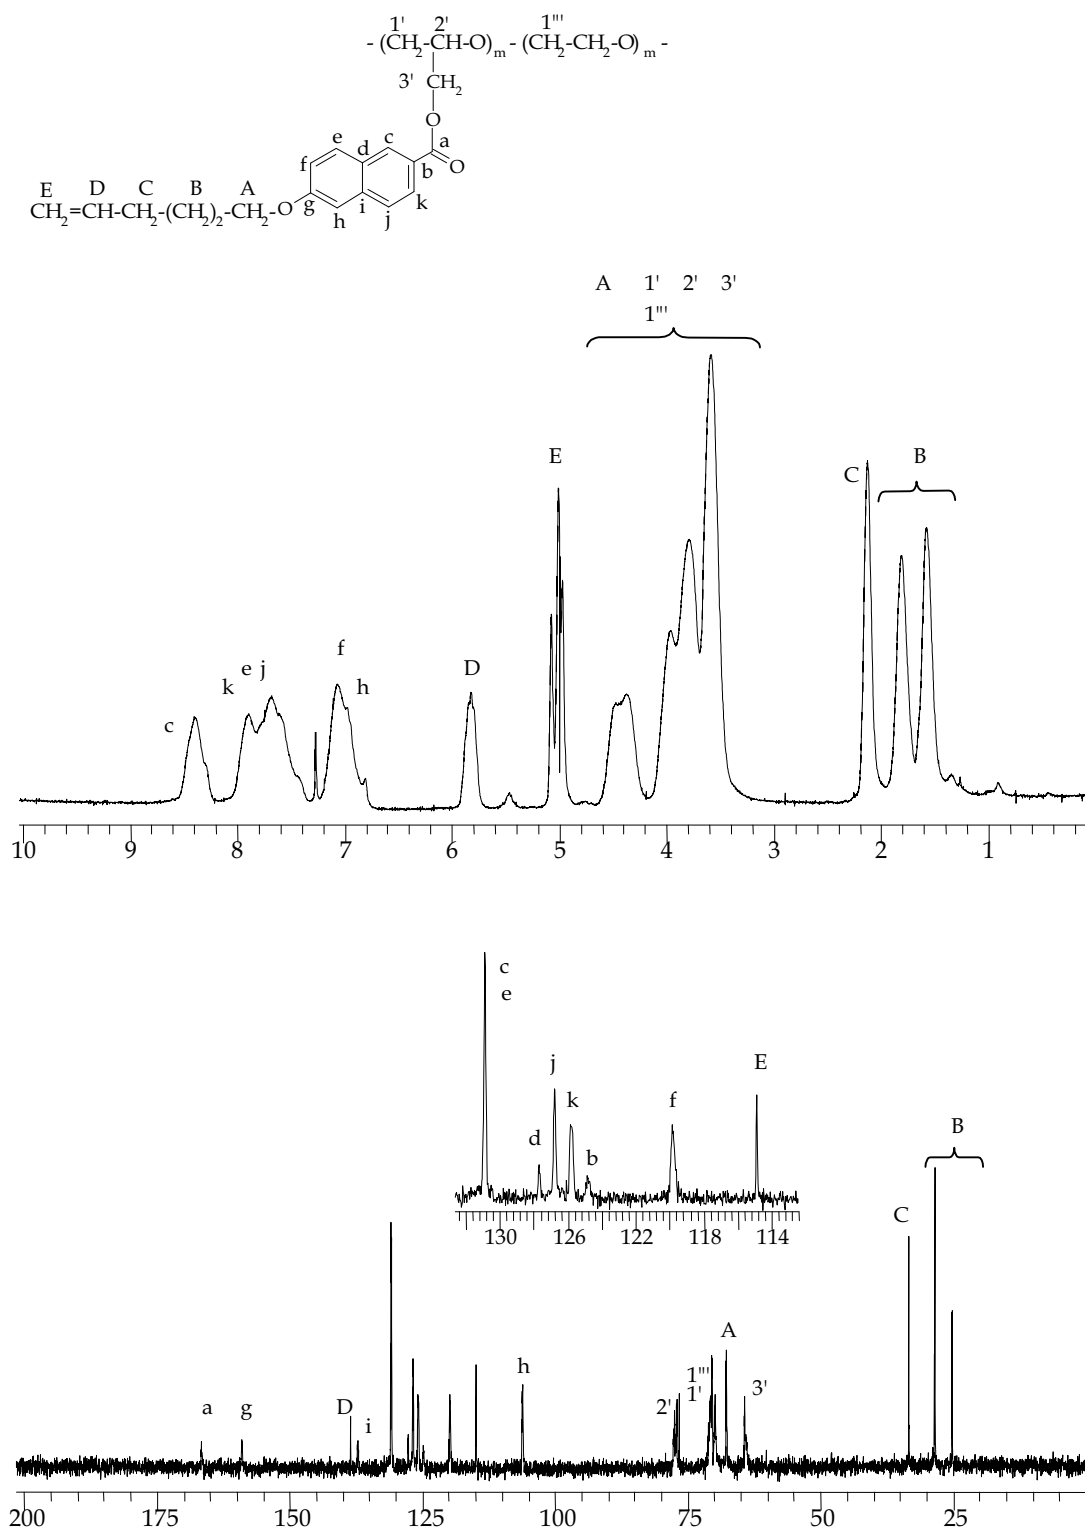 1' 2' 1'''
- (CH2-CH-O)m- (CH2-CH2-O)m-
3' CH2
O
e d c a
f b O
E D C B A
CH2=CH-CH2-(CH2)2-CH2-O g i k
h j
A 1' 2' 3'
1'''
E C B
f
e j D
k h
c
10 9 8 7 6 5 4 3 2 1
c
e
j E
k f
d b B
130 126 122 118 114
C
A
h 1'''
1' 3'
a g D 2'
i
200 175 150 125 100 75 50 25